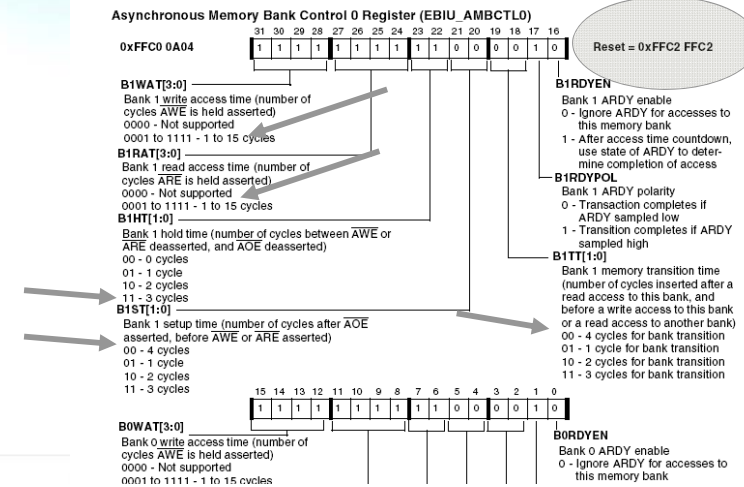 Asynchronous Memory Bank Control 0 Register (EBIU_AMBCTL0)
31 30 29 28 27 26 25 24 23 22 21 20 19 18 17 16
0xFFC0 0A04
1 1 1 1 1 1 1 1 1 1 0 0 0 0 1 0
Reset = 0xFFC2 FFC2
B1WAT[3:0]
Bank 1 write access time (number of
cycles AWE is held asserted)
0000 - Not supported
0001 to 1111 - 1 to 15 cycles
B1RAT[3:0]
Bank 1 read access time (number of
cycles ARE is held asserted)
0000 - Not supported
0001 to 1111 - 1 to 15 cycles
B1HT[1:0]
Bank 1 hold time (number of cycles between AWE or
ARE deasserted, and AOE deasserted)
00 - 0 cycles
01 - 1 cycle
10 - 2 cycles
11 - 3 cycles
B1ST[1:0]
Bank 1 setup time (number of cycles after AOE
asserted, before AWE or ARE asserted)
00 - 4 cycles
01 - 1 cycle
10 - 2 cycles
11 - 3 cycles
B1RDYEN
Bank 1 ARDY enable
0 - Ignore ARDY for accesses to
this memory bank
1 - After access time countdown,
use state of ARDY to deter-
mine completion of access
B1RDYPOL
Bank 1 ARDY polarity
0 - Transaction completes if
ARDY sampled low
1 - Transition completes if ARDY
sampled high
B1TT[1:0]
Bank 1 memory transition time
(number of cycles inserted after a
read access to this bank, and
before a write access to this bank
or a read access to another bank)
00 - 4 cycles for bank transition
01 - 1 cycle for bank transition
10 - 2 cycles for bank transition
11 - 3 cycles for bank transition
15 14 13 12 11 10 9 8 7 6 5 4 3 2 1 0
1 1 1 1 1 1 1 1 1 1 0 0 0 0 1 0
B0WAT[3:0]
Bank 0 write access time (number of
cycles AWE is held asserted)
0000 - Not supported
0001 to 1111 - 1 to 15 cycles
B0RDYEN
Bank 0 ARDY enable
0 - Ignore ARDY for accesses to
this memory bank